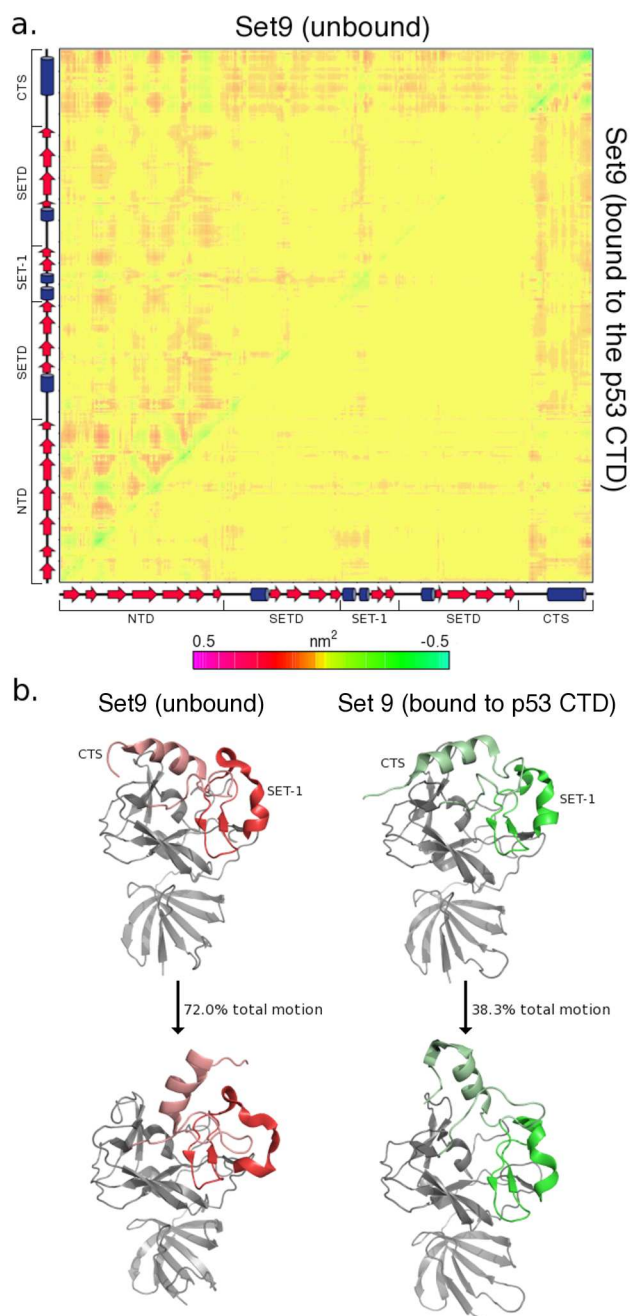 a.
Set9 (unbound)
CTS
SETD
SET-1
SETD
NTD
Set9 (bound to the p53 CTD)
NTD
SETD
SET-1
SETD
CTS
0.5
nm2
-0.5
b.
Set9 (unbound)
Set 9 (bound to p53 CTD)
CTS
SET-1
CTS
SET-1
72.0% total motion
38.3% total motion